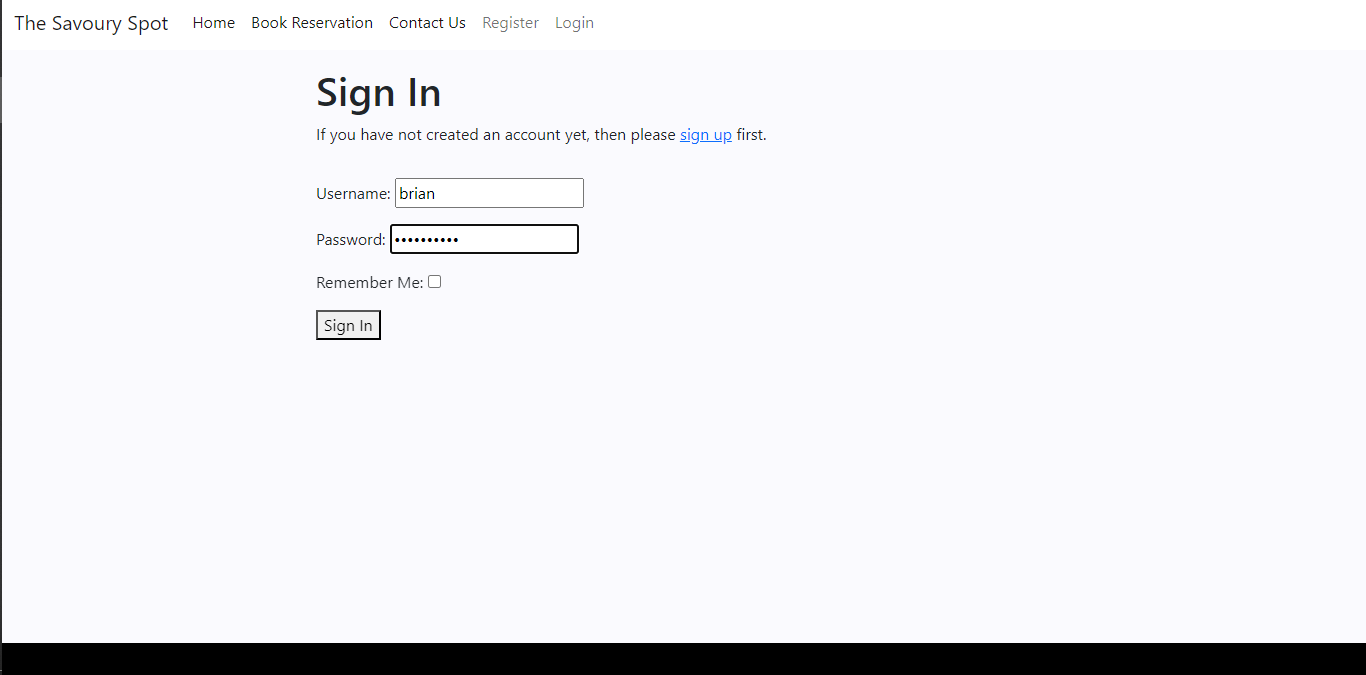 The Savoury Spot Home Book Reservation Contact Us Register Login
Sign In
If you have not created an account yet, then please sign up first.
Username: brian
Password: ••••••••••
Remember Me:
Sign In